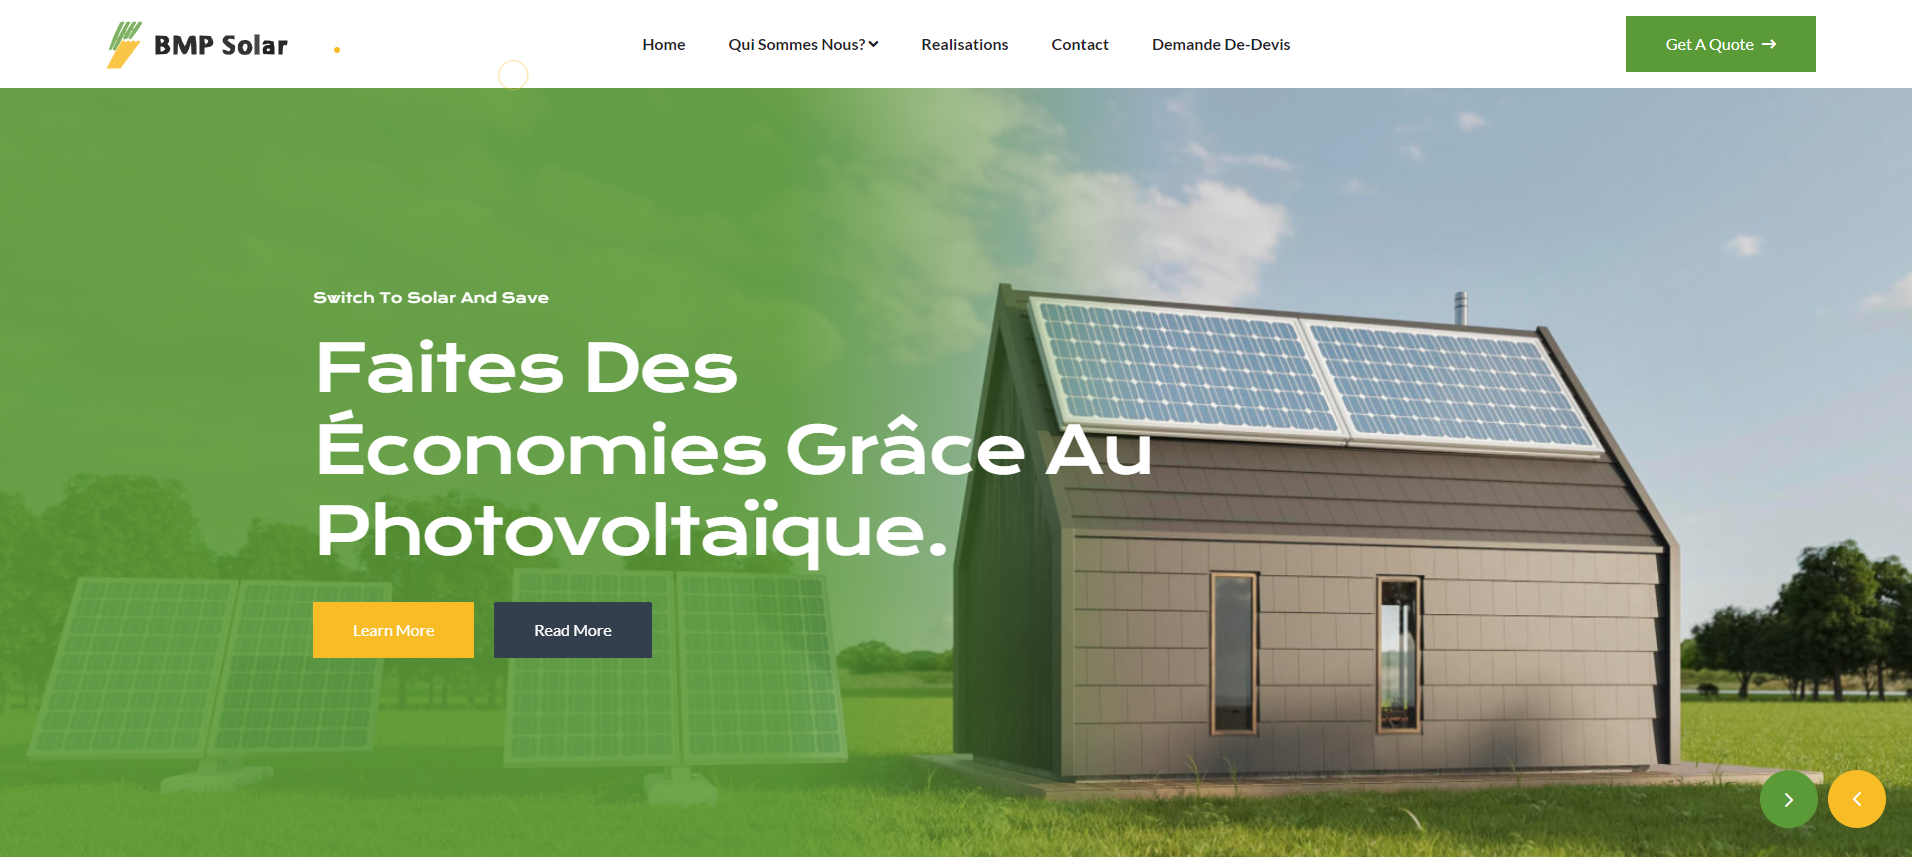 BMP Solar
Home
Qui Sommes Nous?
Realisations
Contact
Demande De-Devis
Get A Quote
Switch To Solar And Save
Faites Des
Économies Grâce Au
Photovoltaïque.
Learn More
Read More